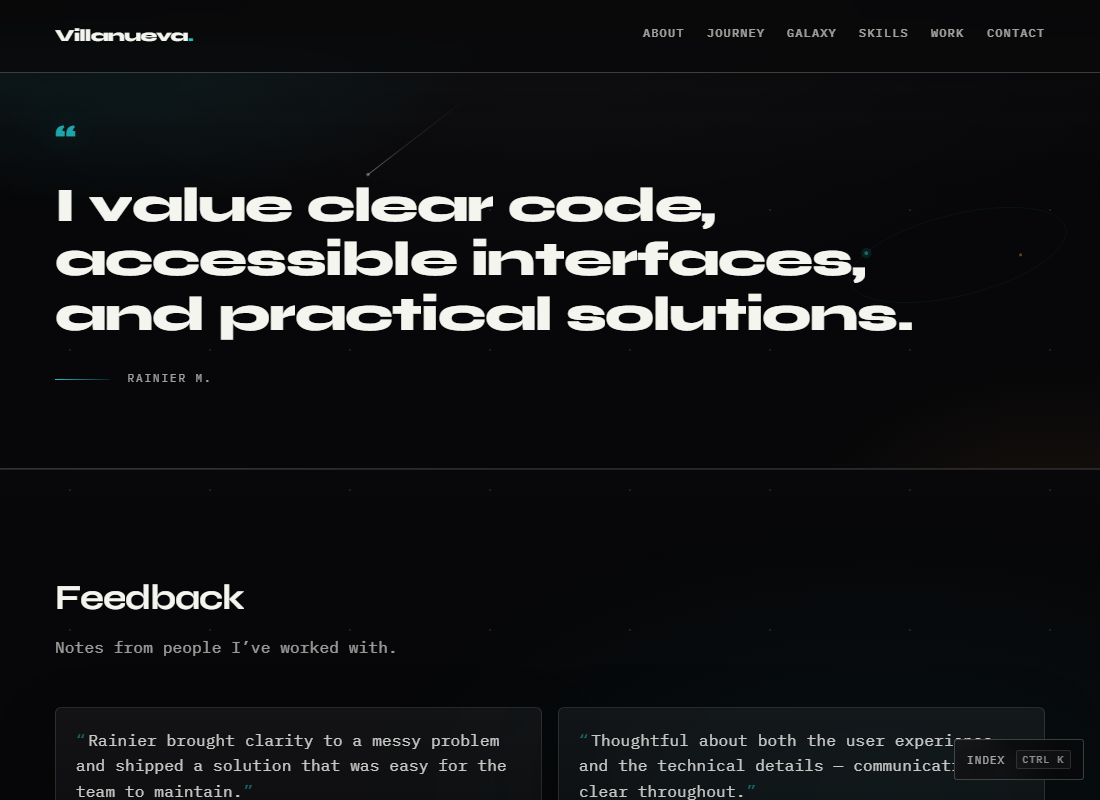 Villanueva.
ABOUT JOURNEY GALAXY SKILLS WORK CONTACT
“
I value clear code,
accessible interfaces,
and practical solutions.
RAINIER M.
Feedback
Notes from people I’ve worked with.
“Rainier brought clarity to a messy problem
and shipped a solution that was easy for the
team to maintain.”
“Thoughtful about both the user experience
and the technical details —
clear throughout.”
INDEX CTRL K